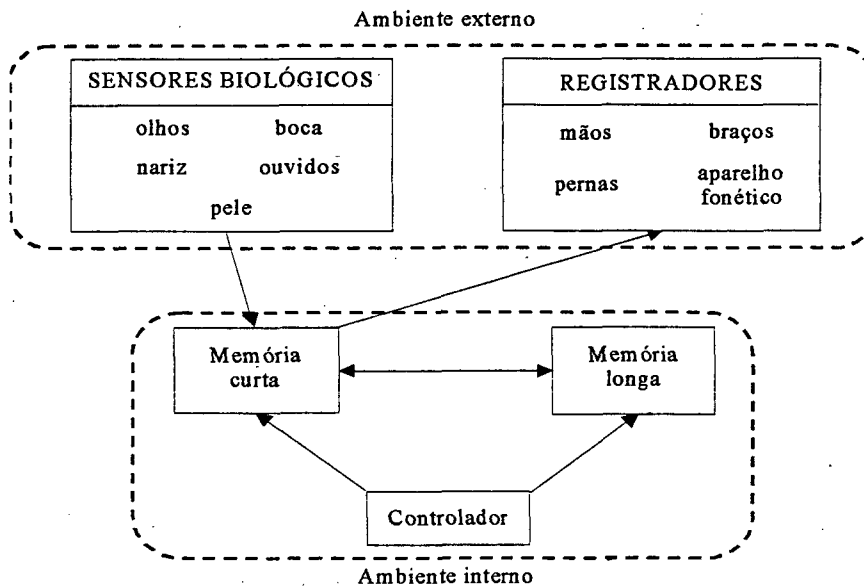 Ambiente externo
SENSORES BIOLÓGICOS
olhos boca
nariz ouvidos
pele
REGISTRADORES
mãos braços
pernas aparelho
fonético
Memória
curta
Memória
longa
Controlador
Ambiente interno